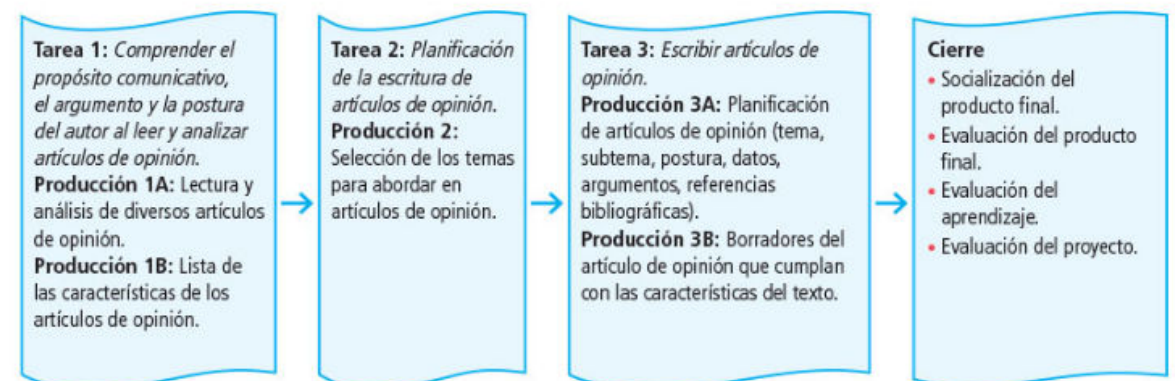 Tarea 1: Comprender el
propósito comunicativo,
el argumento y la postura
del autor al leer y analizar
artículos de opinión.
Producción 1A: Lectura y
análisis de diversos artículos
de opinión.
Producción 1B: Lista de
las características de los
artículos de opinión.
Tarea 2: Planificación
de la escritura de
artículos de opinión.
Producción 2:
Selección de los temas
para abordar en
artículos de opinión.
Tarea 3: Escribir artículos de
opinión.
Producción 3A: Planificación
de artículos de opinión (tema,
subtema, postura, datos,
argumentos, referencias
bibliográficas).
Producción 3B: Borradores del
artículo de opinión que cumplan
con las características del texto.
Cierre
• Socialización del
producto final.
• Evaluación del producto
final.
• Evaluación del
aprendizaje.
• Evaluación del proyecto.